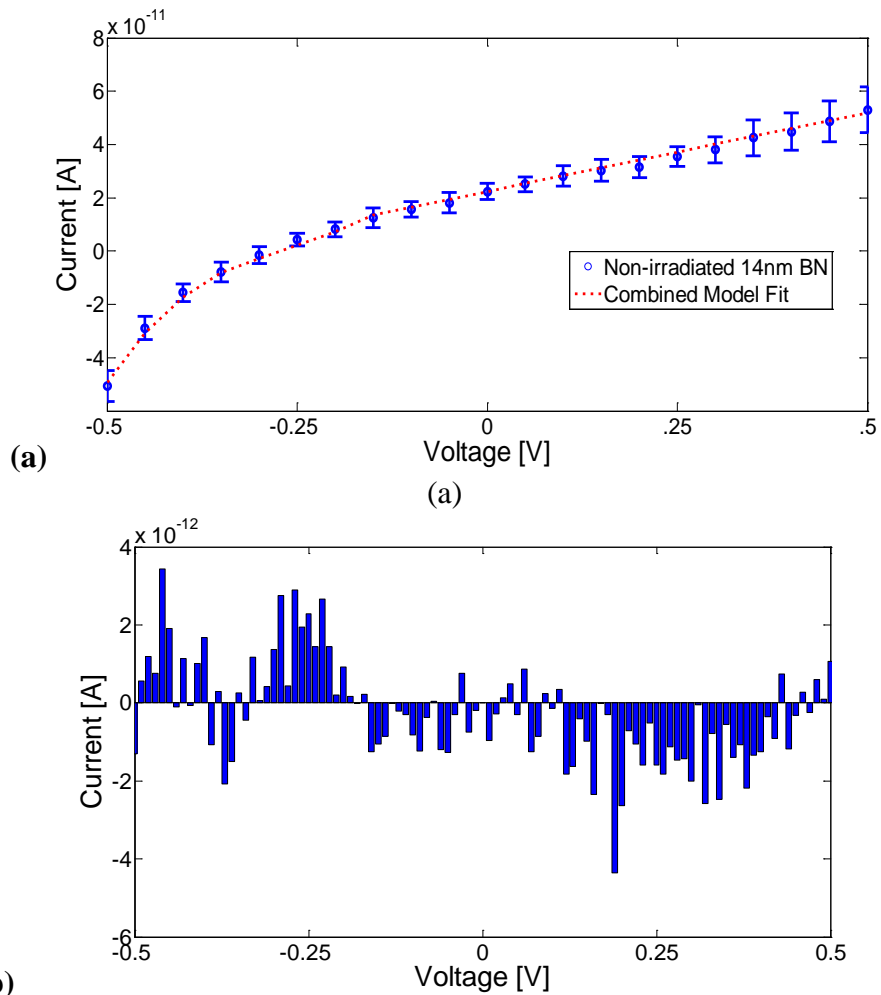 x 10-11
8
6
4
2
0
-2
-4
Current [A]
Non-irradiated 14nm BN
Combined Model Fit
-0.5 -0.25 0 .25 .5
Voltage [V]
(a)
(a)
x 10-12
4
2
0
-2
-4
-6
Current [A]
-0.5 -0.25 0 0.25 0.5
Voltage [V]